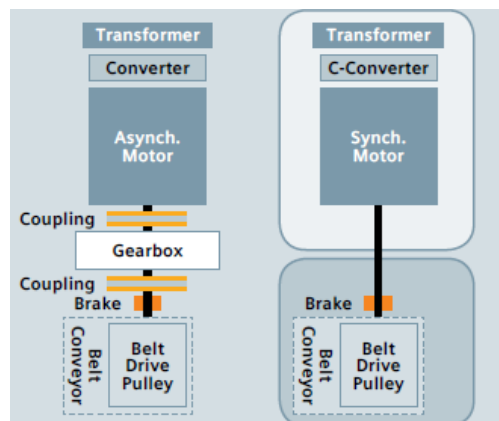 Transformer
Converter
Asynch.
Motor
Coupling
Gearbox
Coupling
Brake
Belt
Conveyor
Belt
Drive
Pulley
Transformer
C-Converter
Synch.
Motor
Brake
Belt
Conveyor
Belt
Drive
Pulley